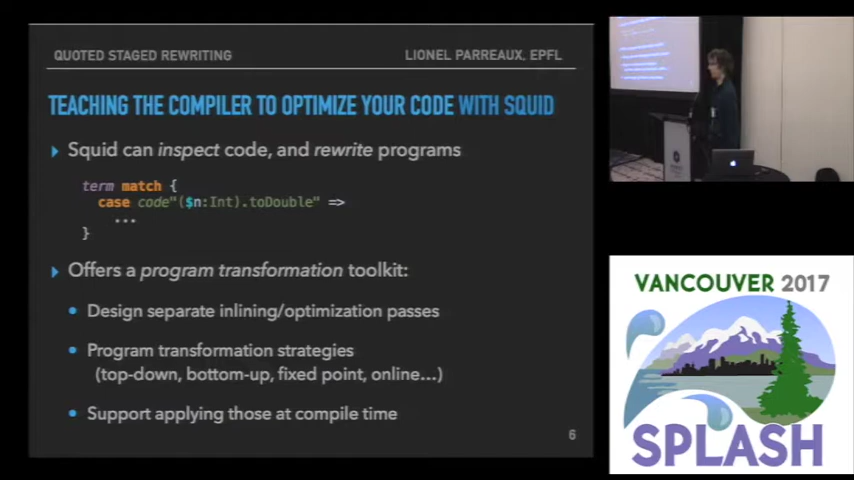 QUOTED STAGED REWRITING
LIONEL PARREAUX, EPFL
TEACHING THE COMPILER TO OPTIMIZE YOUR CODE WITH SQUID
Squid can inspect code, and rewrite programs
term match {
case code"($n:Int).toDouble" =>
...
}
Offers a program transformation toolkit:
Design separate inlining/optimization passes
Program transformation strategies
(top-down, bottom-up, fixed point, online...)
Support applying those at compile time
6
VANCOUVER 2017
SPLASH